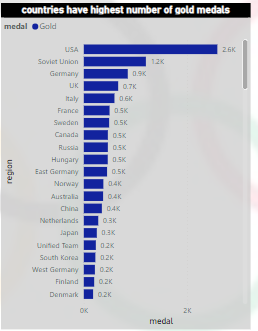 countries have highest number of gold medals
medal Gold
USA 2.6K
Soviet Union 1.2K
Germany 0.9K
UK 0.7K
Italy 0.6K
France 0.5K
Sweden 0.5K
Canada 0.5K
Russia 0.5K
Hungary 0.5K
East Germany 0.5K
Norway 0.4K
Australia 0.4K
China 0.4K
Netherlands 0.3K
Japan 0.3K
Unified Team 0.2K
South Korea 0.2K
West Germany 0.2K
Finland 0.2K
Denmark 0.2K
region
0K 2K
medal